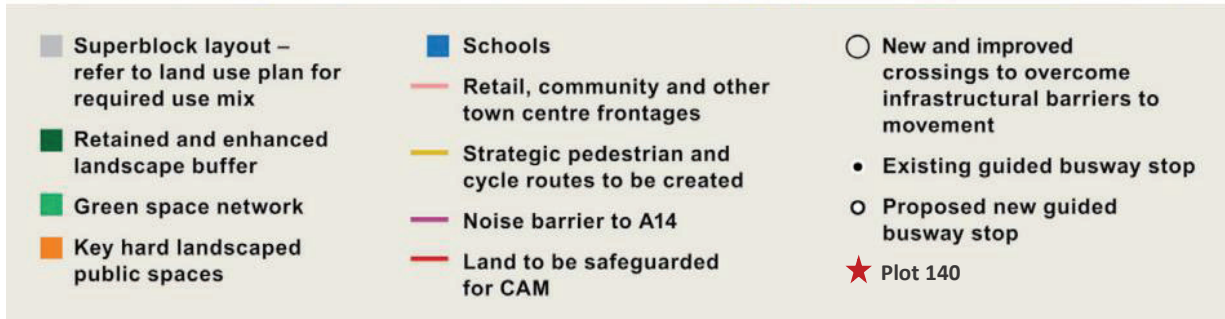 Superblock layout –
refer to land use plan for
required use mix
Retained and enhanced
landscape buffer
Green space network
Key hard landscaped
public spaces
Schools
Retail, community and other
town centre frontages
Strategic pedestrian and
cycle routes to be created
Noise barrier to A14
Land to be safeguarded
for CAM
New and improved
crossings to overcome
infrastructural barriers to
movement
Existing guided busway stop
Proposed new guided
busway stop
Plot 140